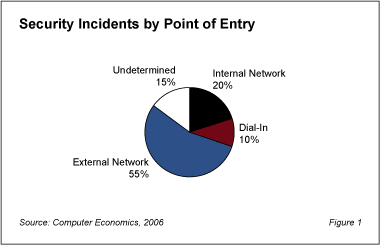 Security Incidents by Point of Entry
Undetermined
15%
Internal Network
20%
Dial-In
10%
External Network
55%
Source: Computer Economics, 2006
Figure 1